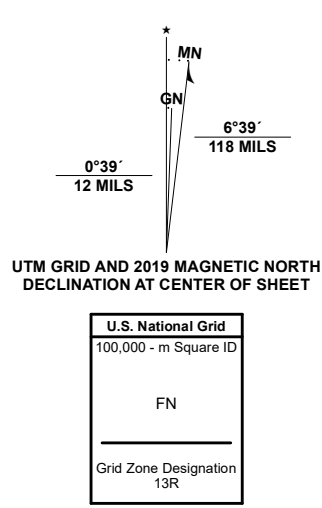 ★
MN
GN
6°39´
118 MILS
0°39´
12 MILS
UTM GRID AND 2019 MAGNETIC NORTH
DECLINATION AT CENTER OF SHEET
U.S. National Grid
100,000 - m Square ID
FN
Grid Zone Designation
13R